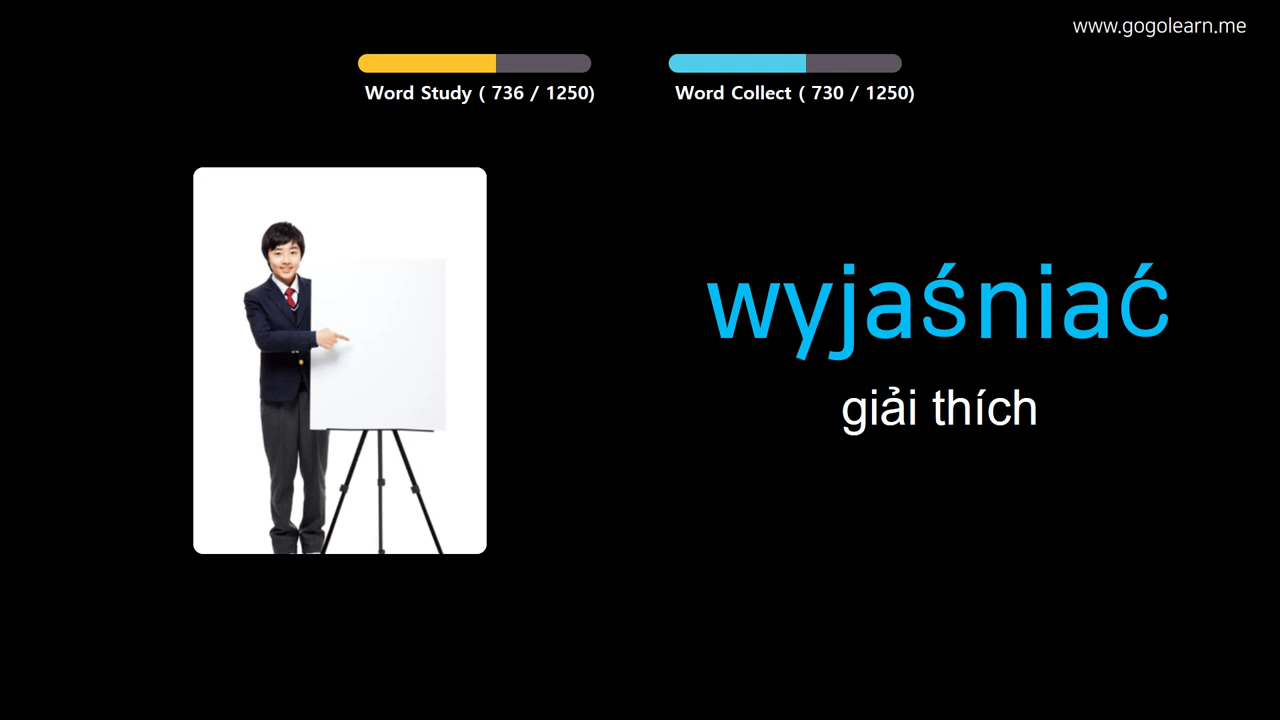 www.gogolearn.me
Word Study ( 736 / 1250)
Word Collect ( 730 / 1250)
wyjaśniać
giải thích